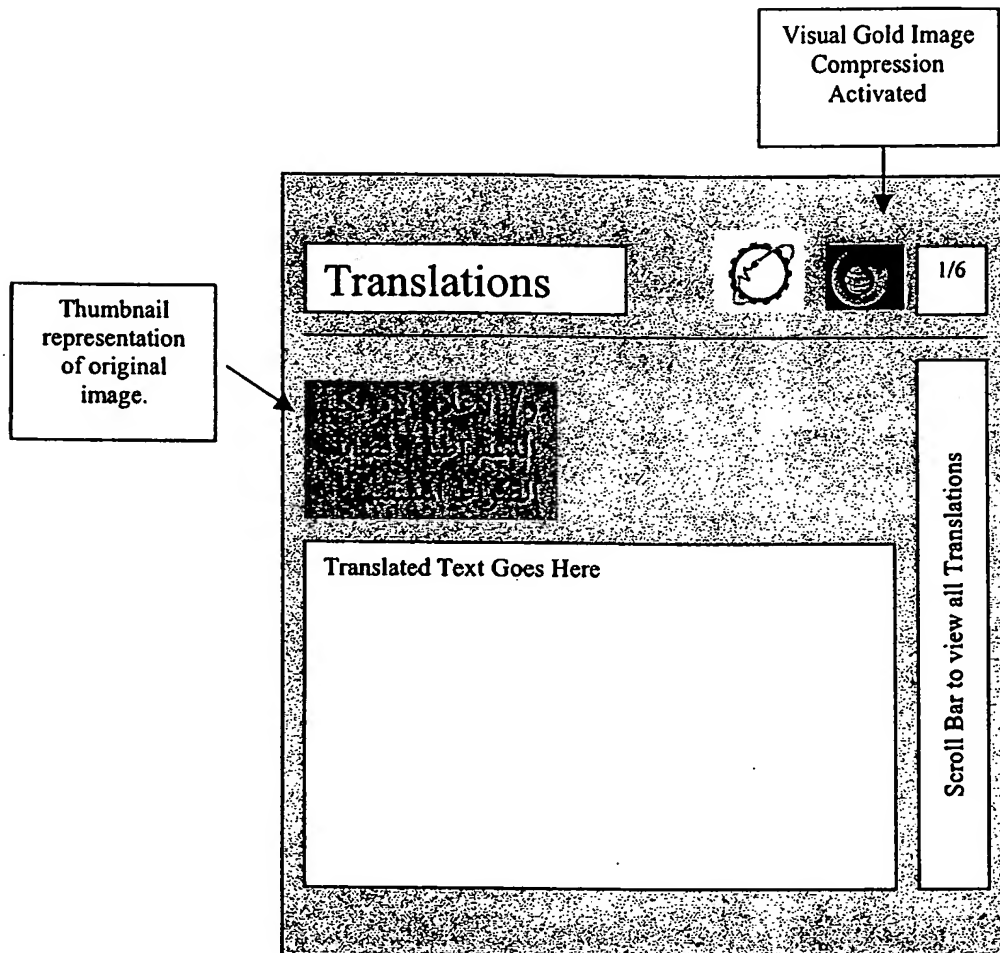 Visual Gold Image
Compression
Activated
Translations
1/6
Thumbnail
representation
of original
image.
Translated Text Goes Here
Scroll Bar to view all Translations